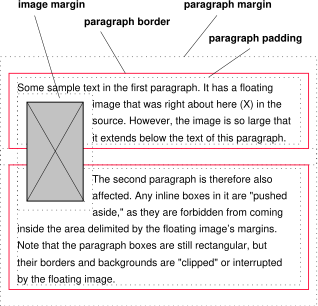 image margin
paragraph margin
paragraph border
paragraph padding
Some sample text in the first paragraph. It has a floating
image that was right about here (X) in the
source. However, the image is so large that
it extends below the text of this paragraph.
The second paragraph is therefore also
affected. Any inline boxes in it are "pushed
aside," as they are forbidden from coming
inside the area delimited by the floating image's margins.
Note that the paragraph boxes are still rectangular, but
their borders and backgrounds are "clipped" or interrupted
by the floating image.